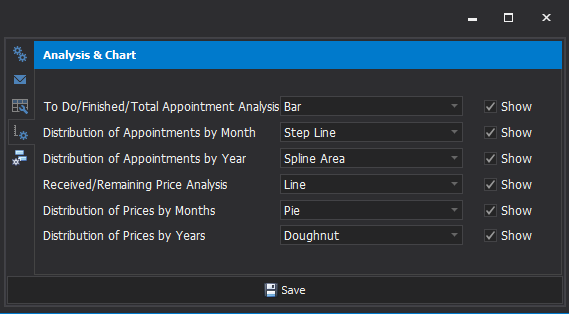 Analysis & Chart
To Do/Finished/Total Appointment Analysis Bar Show
Distribution of Appointments by Month Step Line Show
Distribution of Appointments by Year Spline Area Show
Received/Remaining Price Analysis Line Show
Distribution of Prices by Months Pie Show
Distribution of Prices by Years Doughnut Show
Save